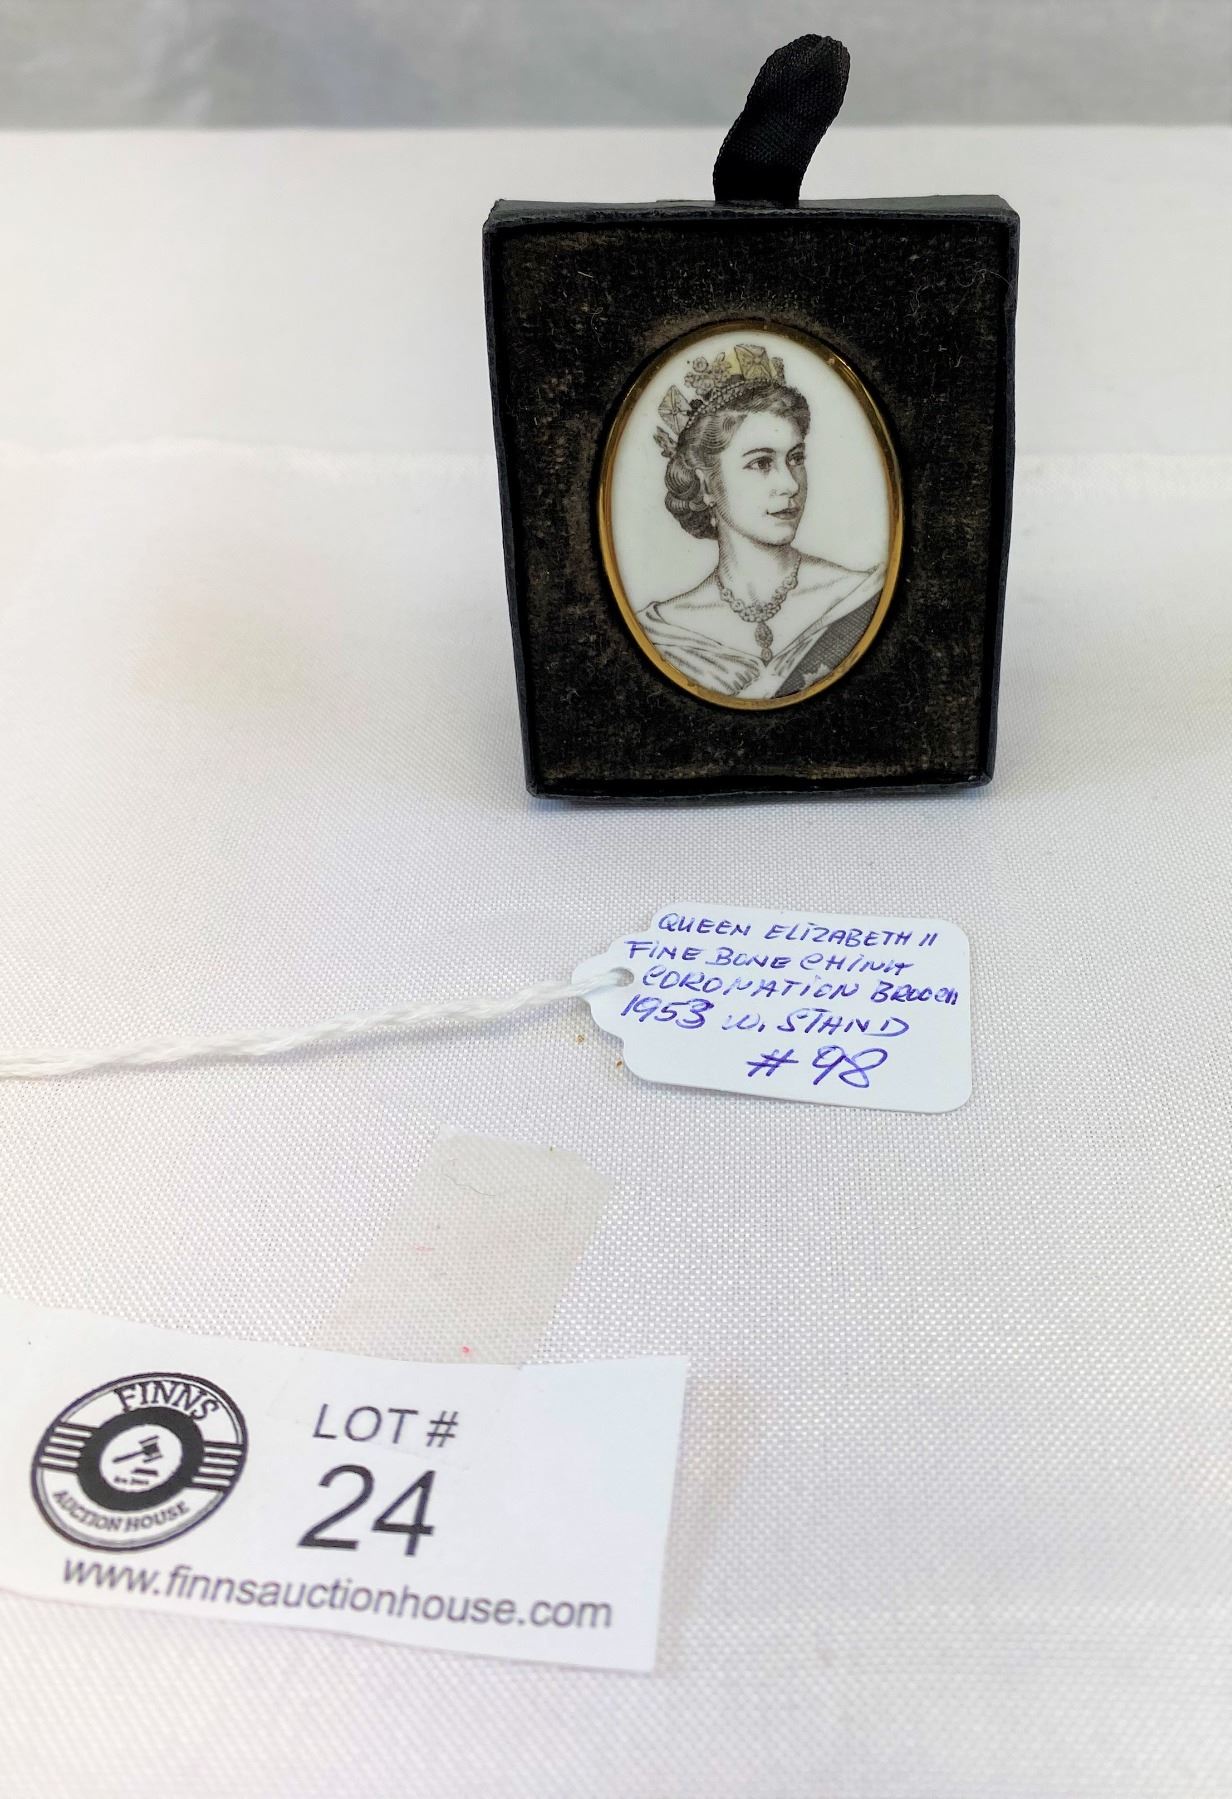 QUEEN ELIZABETH II
FINE BONE CHINA
CORONATION BROOCH
1953 W. STAND
#98
FINNS
AUCTION HOUSE
LOT #
24
www.finnsauctionhouse.com